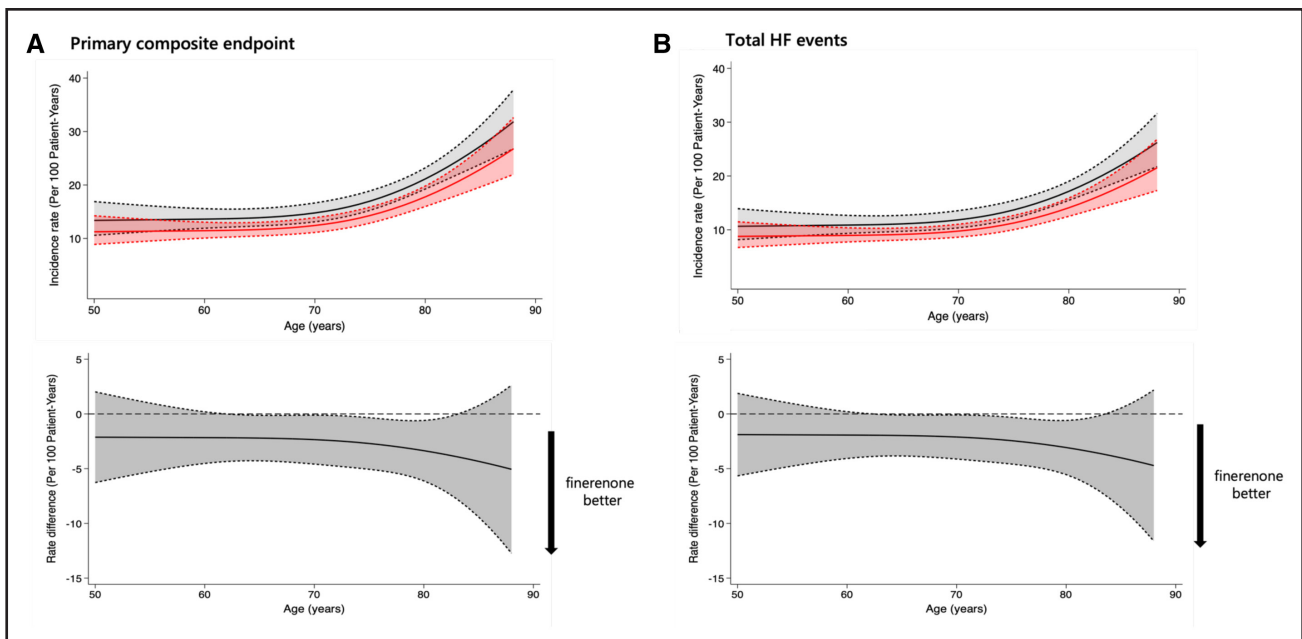 A Primary composite endpoint
Incidence rate (Per 100 Patient-Years)
40
30
20
10
50 60 70 80 90
Age (years)
Rate difference (Per 100 Patient-Years)
5
0
-5
-10
-15
50 60 70 80 90
Age (years)
finerenone
better
B Total HF events
Incidence rate (Per 100 Patient-Years)
40
30
20
10
50 60 70 80 90
Age (years)
Rate difference (Per 100 Patient-Years)
5
0
-5
-10
-15
50 60 70 80 90
Age (years)
finerenone
better